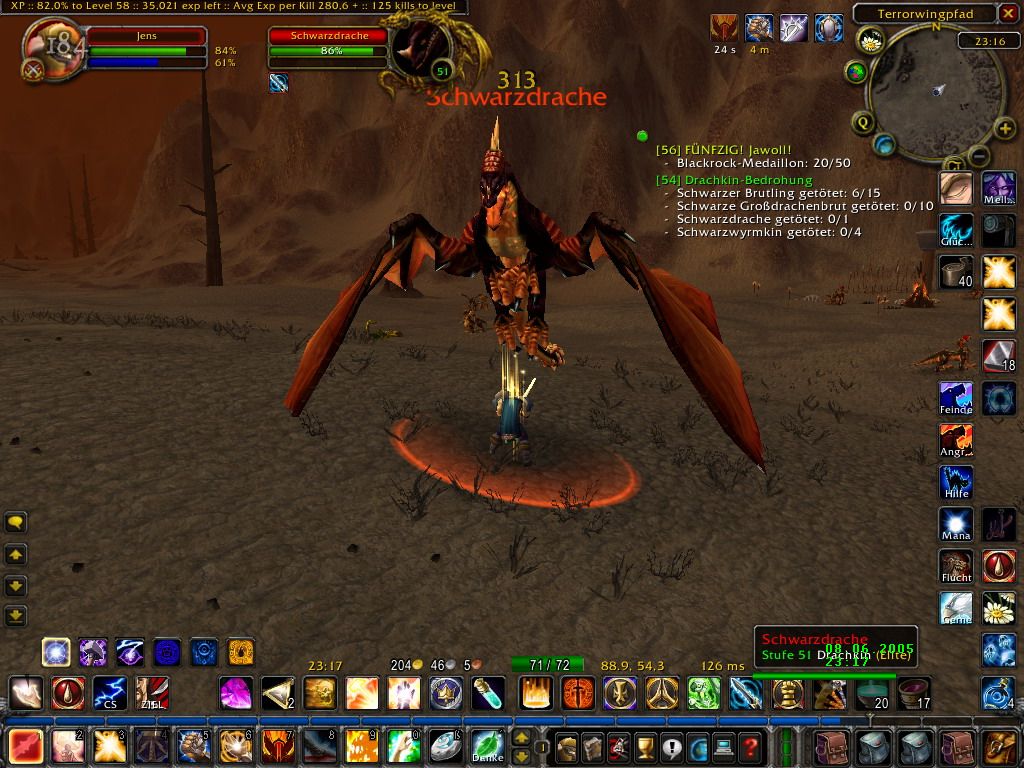 XP :: 82,0% to Level 58 :: 35,021 exp left :: Avg Exp per Kill 280,6 + :: 125 kills to level
Jens
184
84%
61%
Schwarzdrache
86%
51
313
Schwarzdrache
24 s
4 m
Terrorwingpfad
N
23:16
Q
[56] FÜNFZIG! Jawoll!
- Blackrock-Medaillon: 20/50
[54] Drachkin-Bedrohung
- Schwarzer Brutling getötet: 6/15
- Schwarze Großdrachenbrut getötet: 0/10
- Schwarzdrache getötet: 0/1
- Schwarzwyrmkin getötet: 0/4
Glüc...
40
18
Feinde
Angr...
Hilfe
Mana
Flucht
Schwarzdrache
Stufe 51 Drachkin (Elite)
08.06.2005
23:17
23:17
204 46 5
71 / 72
88.9, 54,3
126 ms
CS
ZIEL
2
20
17
4
Danke